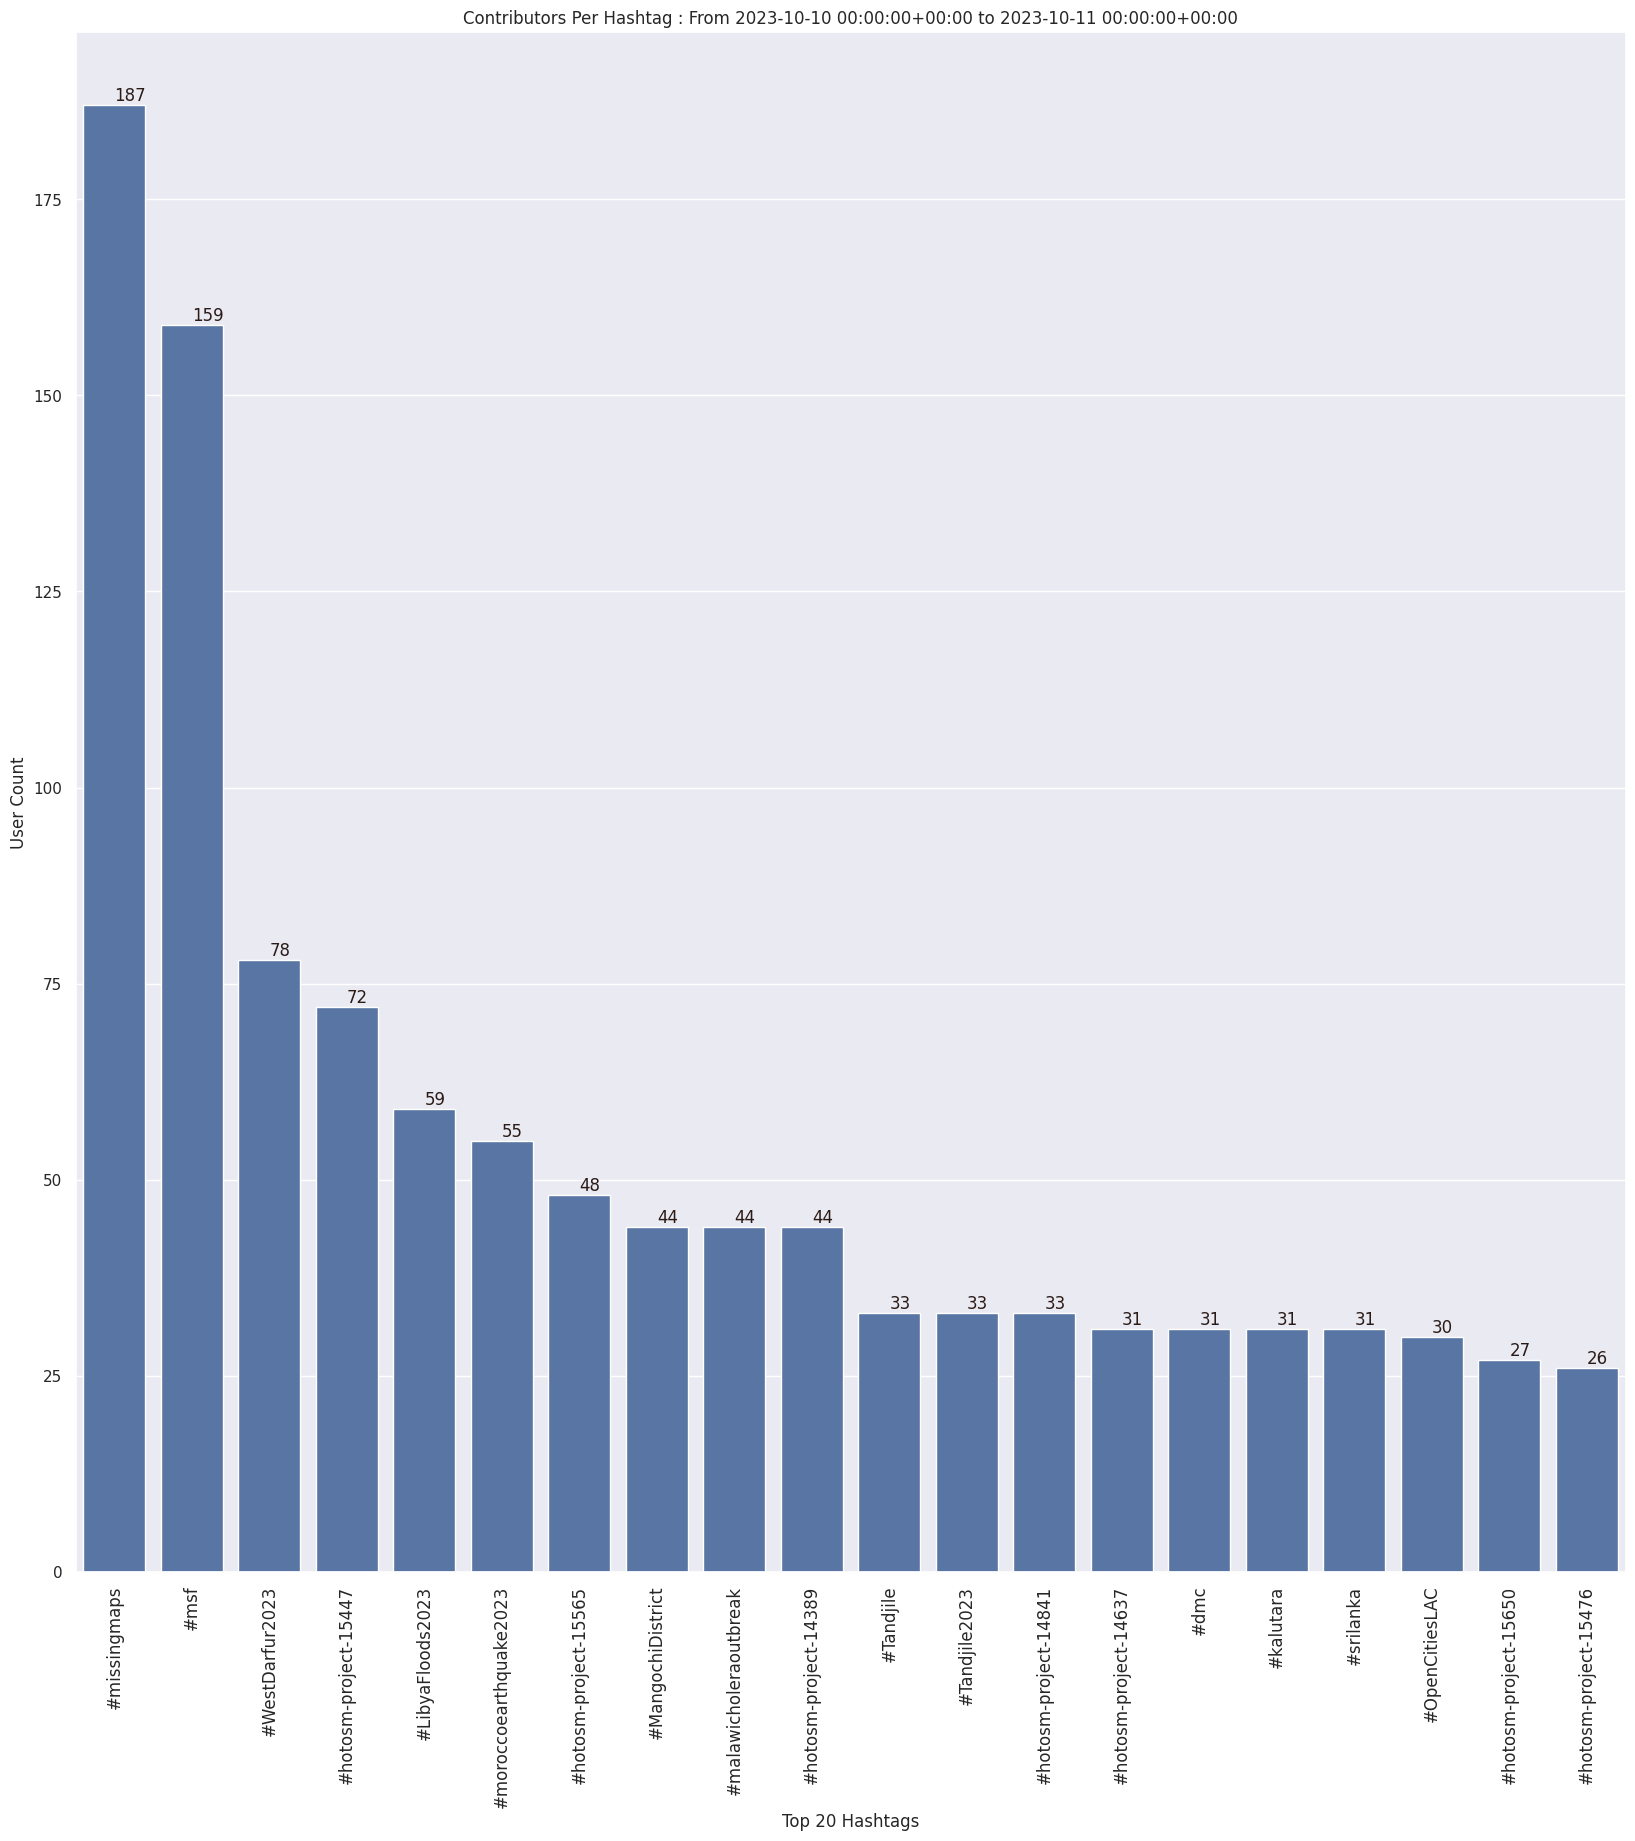 Contributors Per Hashtag : From 2023-10-10 00:00:00+00:00 to 2023-10-11 00:00:00+00:00
187
159
78
72
59
55
48
44
44
44
33
33
33
31
31
31
31
30
27
26
175
150
125
100
75
50
25
0
User Count
#missingmaps
#msf
#WestDarfur2023
#hotosm-project-15447
#LibyaFloods2023
#moroccoearthquake2023
#hotosm-project-15565
#MangochiDistrict
#malawicholeraoutbreak
#hotosm-project-14389
#Tandjile
#Tandjile2023
#hotosm-project-14841
#hotosm-project-14637
#dmc
#kalutara
#srilanka
#OpenCitiesLAC
#hotosm-project-15650
#hotosm-project-15476
Top 20 Hashtags